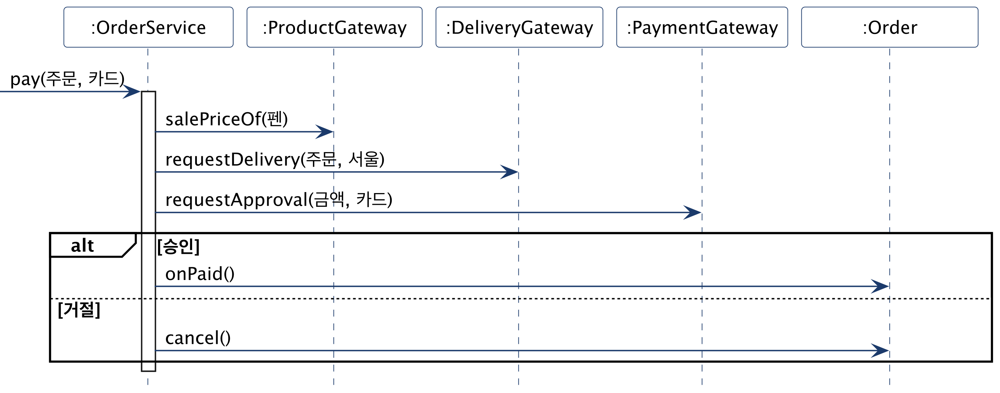 :OrderService
:ProductGateway
:DeliveryGateway
:PaymentGateway
:Order
pay(주문, 카드)
salePriceOf(펜)
requestDelivery(주문, 서울)
requestApproval(금액, 카드)
alt
[승인]
onPaid()
[거절]
cancel()